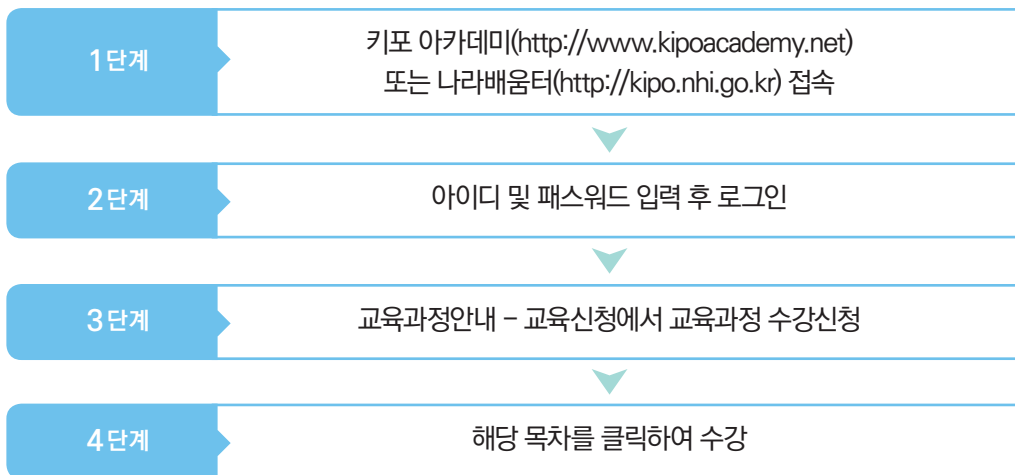 1단계
키포 아카데미(http://www.kipoacademy.net)
또는 나라배움터(http://kipo.nhi.go.kr) 접속
2단계
아이디 및 패스워드 입력 후 로그인
3단계
교육과정안내 – 교육신청에서 교육과정 수강신청
4단계
해당 목차를 클릭하여 수강